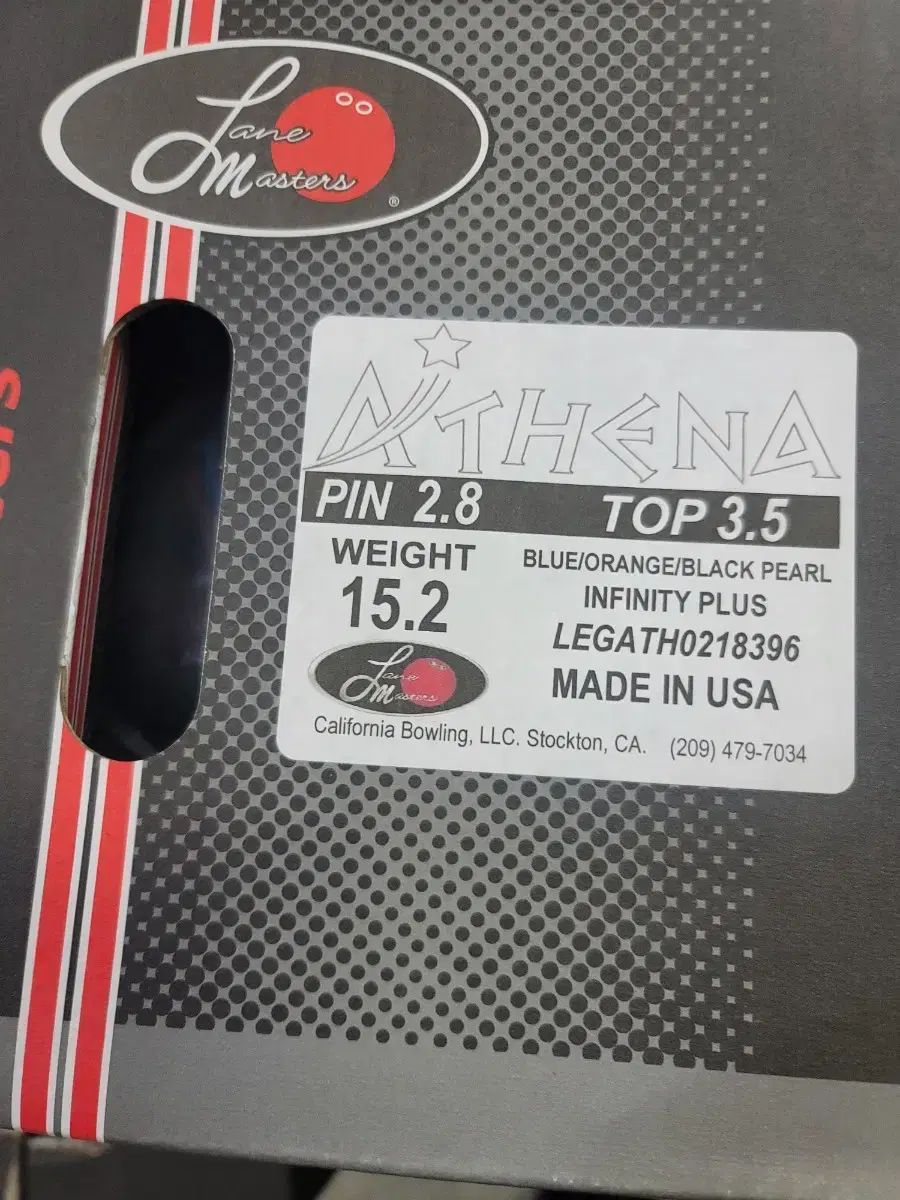 Lane
Masters
®
ATHENA
PIN 2.8 TOP 3.5
WEIGHT
15.2
BLUE/ORANGE/BLACK PEARL
INFINITY PLUS
LEGATH0218396
MADE IN USA
Lane
Masters
California Bowling, LLC. Stockton, CA. (209) 479-7034